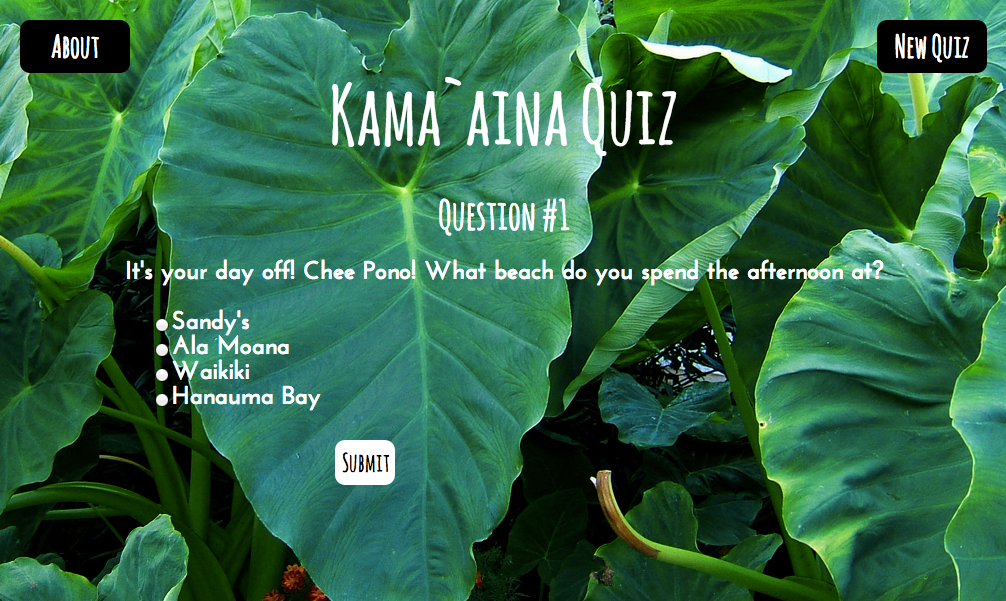 About
New Quiz
Kama`aina Quiz
Question #1
It's your day off! Chee Pono! What beach do you spend the afternoon at?
Sandy's
Ala Moana
Waikiki
Hanauma Bay
Submit